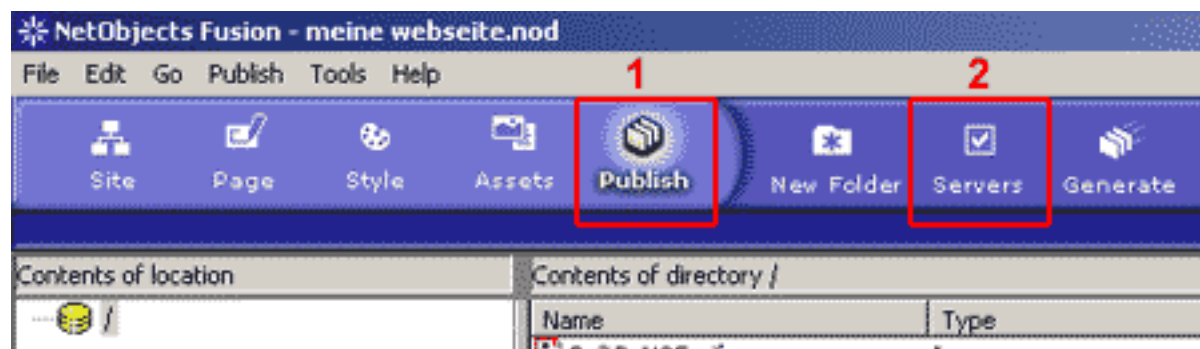 NetObjects Fusion - meine webseite.nod
File Edit Go Publish Tools Help
1 2
Site Page Style Assets Publish New Folder Servers Generate
Contents of location Contents of directory /
/ Name Type